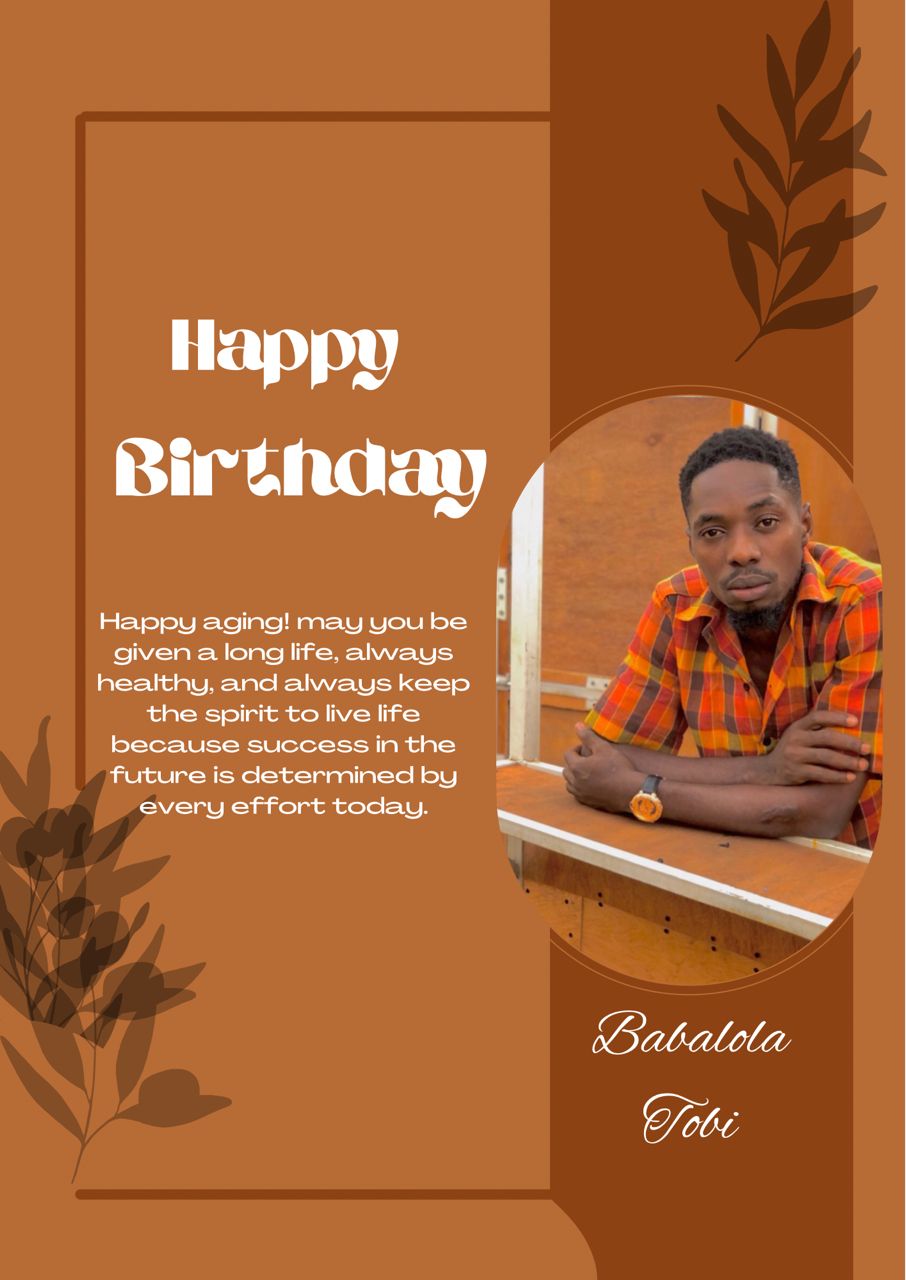 Happy
Birthday
Happy aging! may you be
given a long life, always
healthy, and always keep
the spirit to live life
because success in the
future is determined by
every effort today.
Babalola
Tobi